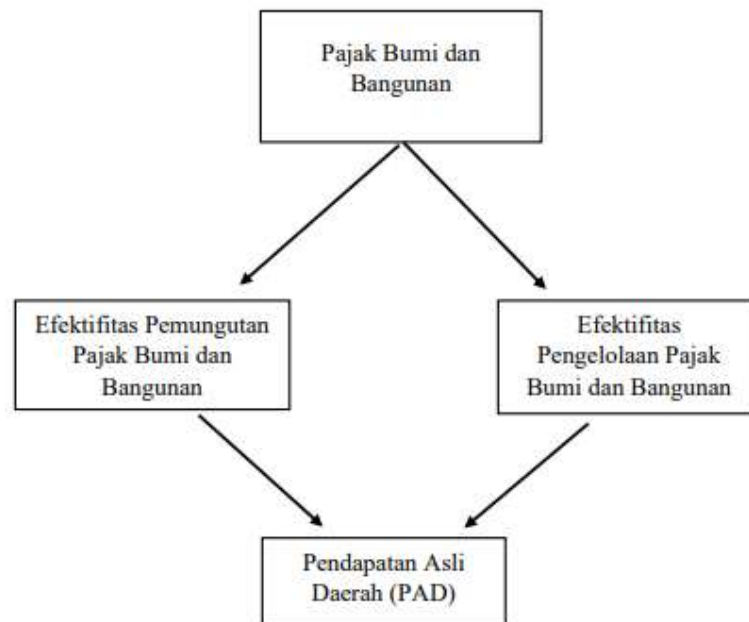 Pajak Bumi dan
Bangunan
Efektifitas Pemungutan
Pajak Bumi dan
Bangunan
Efektifitas
Pengelolaan Pajak
Bumi dan Bangunan
Pendapatan Asli
Daerah (PAD)